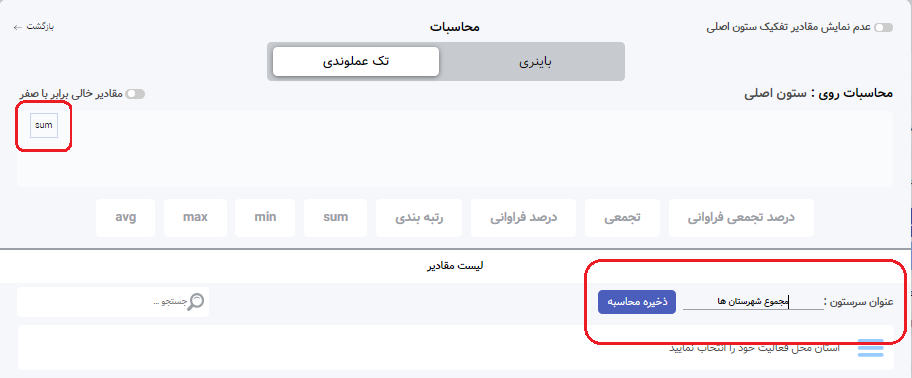 عدم نمایش مقادیر تفکیک ستون اصلی
محاسبات
بازگشت ←
باینری
تک عملوندی
محاسبات روی : ستون اصلی
مقادیر خالی برابر با صفر
sum
درصد تجمعی فراوانی
درصد فراوانی
تجمعی
رتبه بندی
sum
min
max
avg
لیست مقادیر
عنوان سرستون : مجموع شهرستان ها
ذخیره محاسبه
جستجو ...
استان محل فعالیت خود را انتخاب نمایید